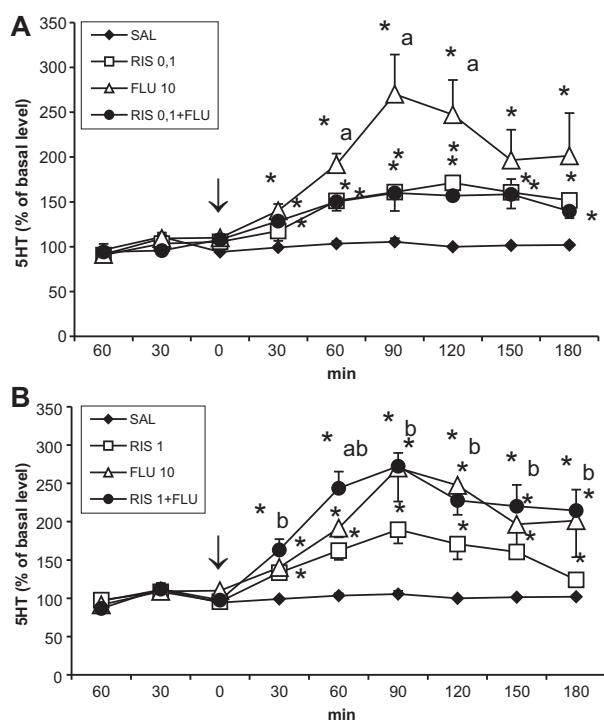 A
SAL
RIS 0,1
FLU 10
RIS 0,1+FLU
5HT (% of basal level)
350
300
250
200
150
100
50
0
* a
* a
* a
* * *
* * * * * * * * * * *
60 30 0 30 60 90 120 150 180
min
B
SAL
RIS 1
FLU 10
RIS 1+FLU
5HT (% of basal level)
350
300
250
200
150
100
50
0
* b
* ab
* b
* b
* b
* b
* * * * * * * * * * *
60 30 0 30 60 90 120 150 180
min